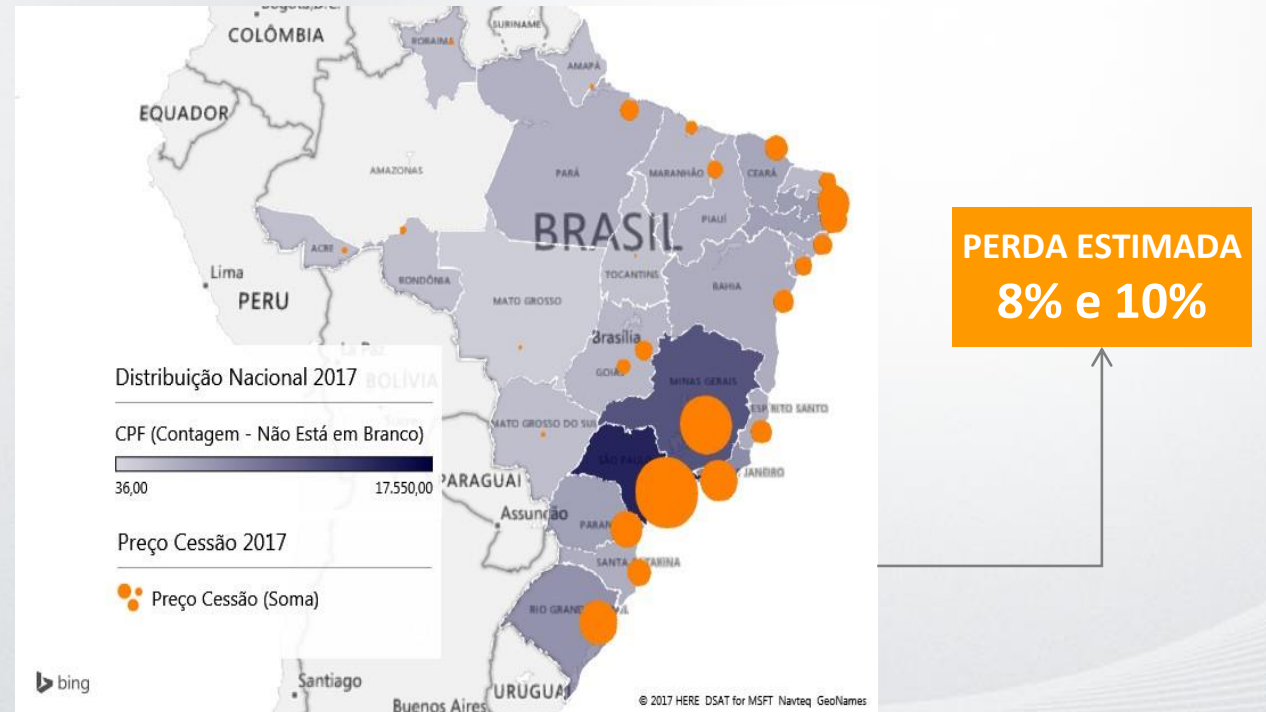 COLÔMBIA
SURINAME
RORAIMA
AMAPÁ
EQUADOR
AMAZONAS
PARÁ
MARANHÃO
CEARÁ
BRASIL
PIAUÍ
ACRE
RONDÔNIA
TOCANTINS
BAHIA
Lima
PERU
MATO GROSSO
Brasília
GOIÁS
MINAS GERAIS
La Paz
BOLÍVIA
ESPÍRITO SANTO
MATO GROSSO DO SUL
SÃO PAULO
JANEIRO
PARAGUAI
Assunção
PARAN
SANTA CATARINA
RIO GRANDE
Santiago
URUGUAI
Buenos Aires
Distribuição Nacional 2017
CPF (Contagem - Não Está em Branco)
36,00 17.550,00
Preço Cessão 2017
Preço Cessão (Soma)
bing
© 2017 HERE DSAT for MSFT Navteq GeoNames
PERDA ESTIMADA
8% e 10%